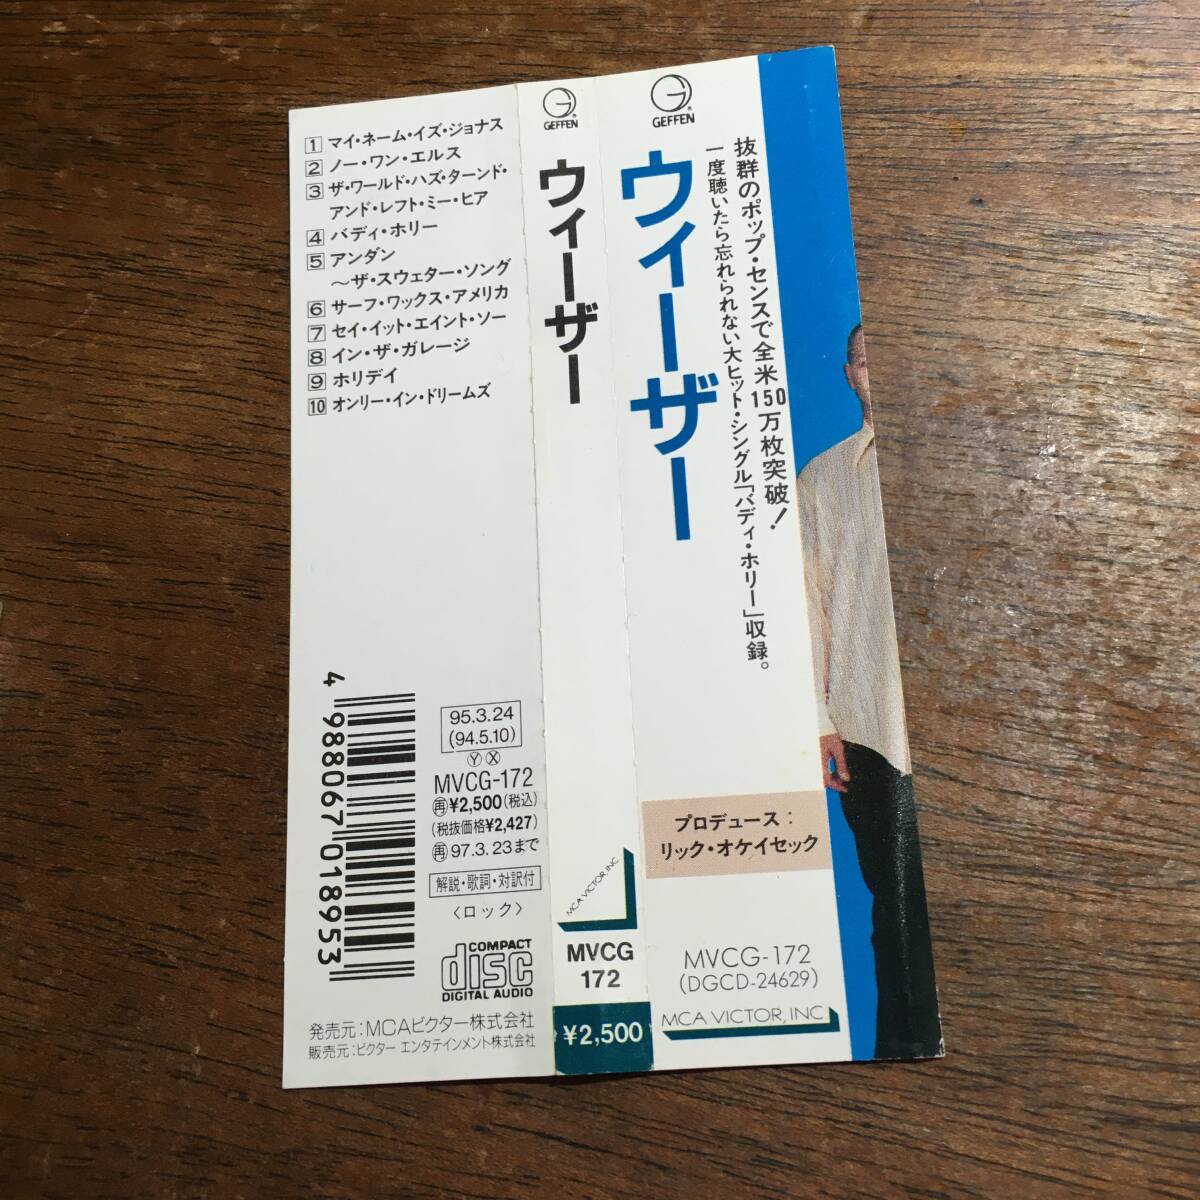 1 マイ・ネーム・イズ・ジョナス
2 ノー・ワン・エルス
3 ザ・ワールド・ハズ・ターンド・
アンド・レフト・ミー・ヒア
4 バディ・ホリー
5 アンダン
〜ザ・スウェター・ソング
6 サーフ・ワックス・アメリカ
7 セイ・イット・エイント・ソー
8 イン・ザ・ガレージ
9 ホリデイ
10 オンリー・イン・ドリームズ
4 988067 018953
95.3.24
(94.5.10)
Ⓨ Ⓧ
MVCG-172
㊢¥2,500(税込)
(税抜価格¥2,427)
㊢97.3.23まで
解説・歌詞・対訳付
〈ロック〉
COMPACT
disc
DIGITAL AUDIO
発売元:MCAビクター株式会社
販売元:ビクター エンタテインメント株式会社
G®
GEFFEN
ウィーザー
MCA VICTOR, INC.
MVCG
172
¥2,500
G®
GEFFEN
抜群のポップ・センスで全米150万枚突破!
一度聴いたら忘れられない大ヒット・シングル「バディ・ホリー」収録。
ウィーザー
プロデュース:
リック・オケイセック
MVCG-172
(DGCD-24629)
MCA VICTOR, INC.